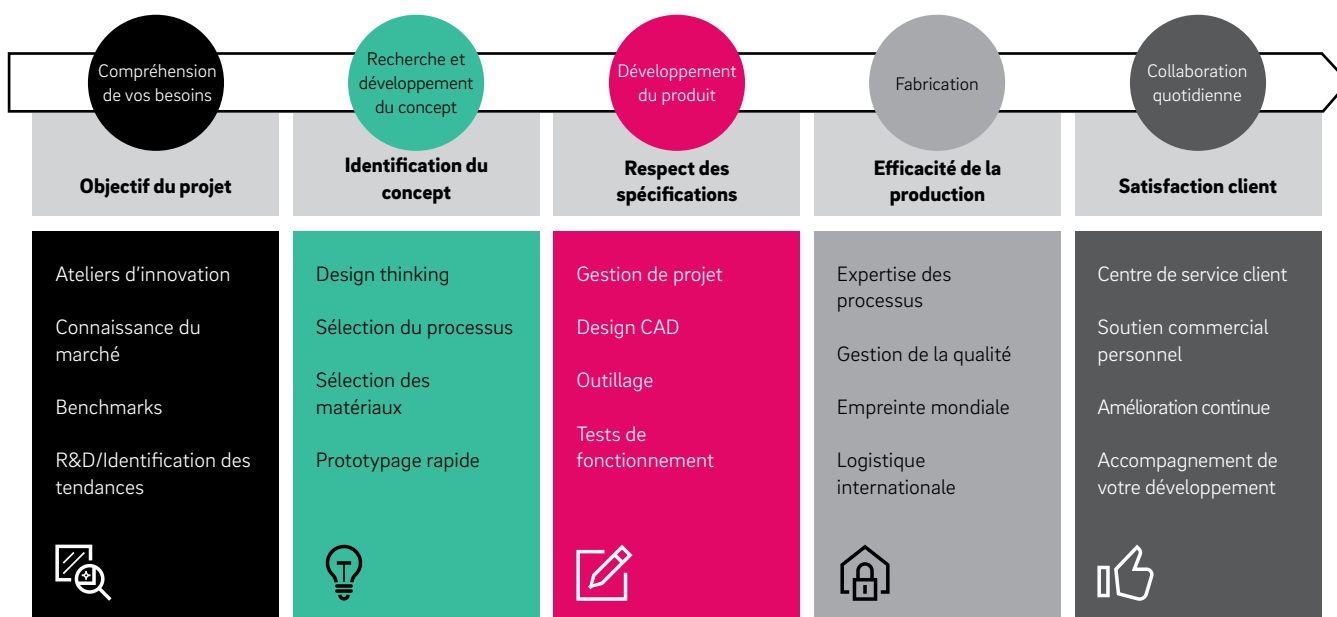 Compréhension
de vos besoins
Recherche et
développement
du concept
Développement
du produit
Fabrication
Collaboration
quotidienne
Objectif du projet
Identification du
concept
Respect des
spécifications
Efficacité de la
production
Satisfaction client
Ateliers d'innovation
Connaissance du
marché
Benchmarks
R&D/Identification des
tendances
Design thinking
Sélection du processus
Sélection des
matériaux
Prototypage rapide
Gestion de projet
Design CAD
Outillage
Tests de
fonctionnement
Expertise des
processus
Gestion de la qualité
Empreinte mondiale
Logistique
internationale
Centre de service client
Soutien commercial
personnel
Amélioration continue
Accompagnement de
votre développement